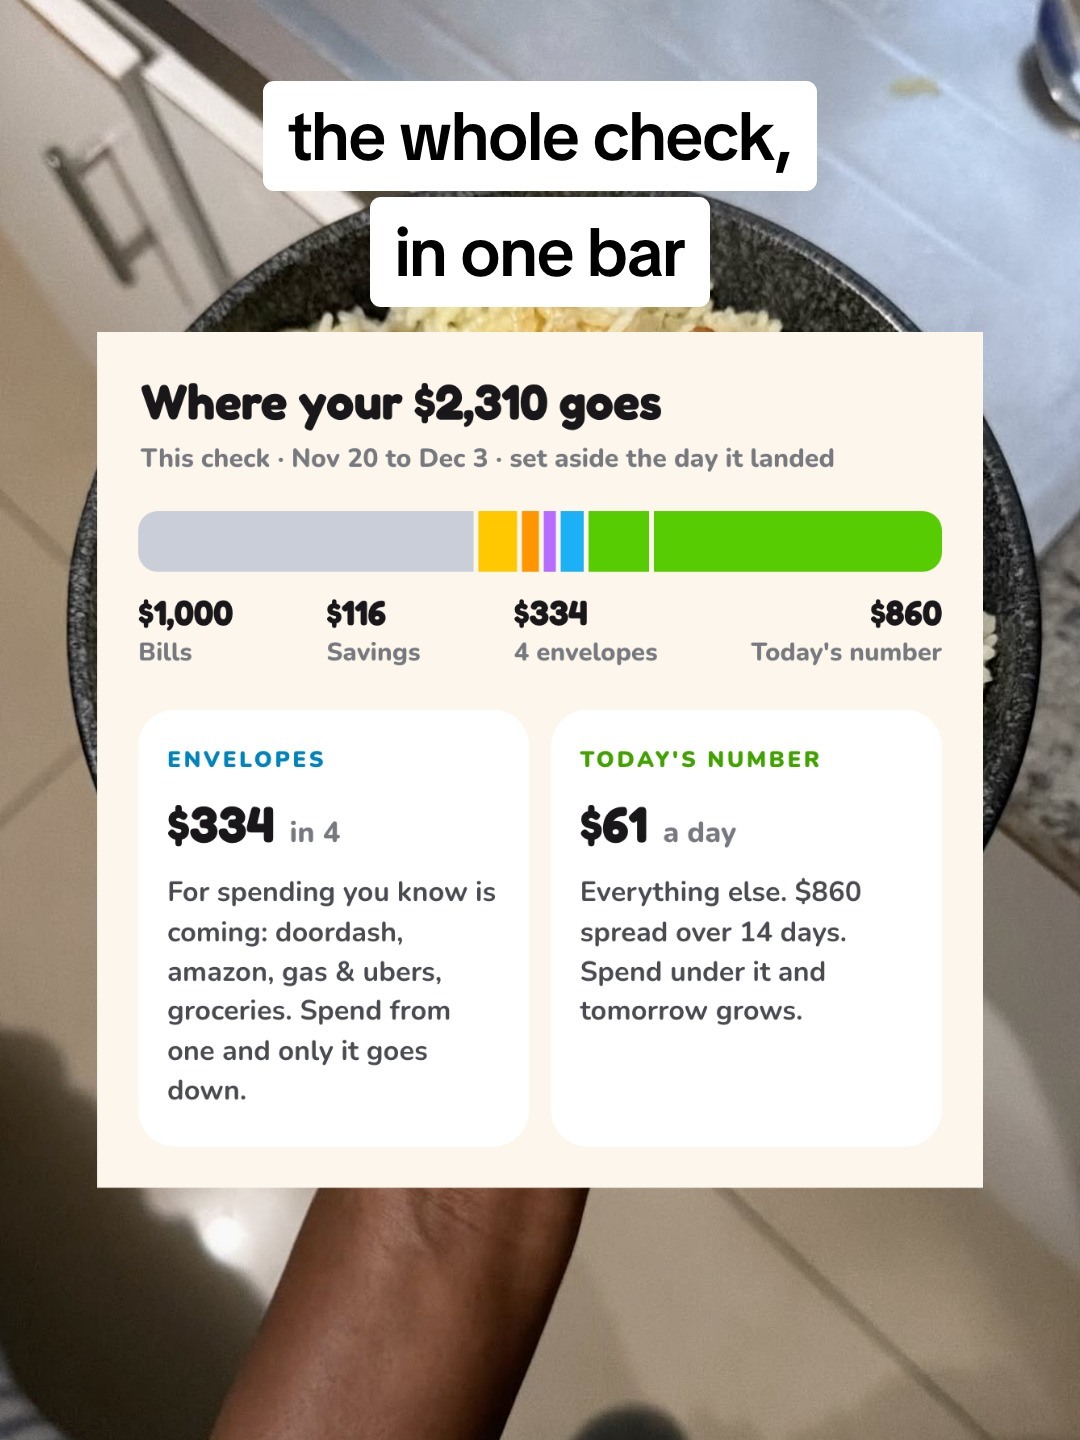 the whole check,
in one bar
Where your $2,310 goes
This check · Nov 20 to Dec 3 · set aside the day it landed
$1,000
Bills
$116
Savings
$334
4 envelopes
$860
Today's number
ENVELOPES
$334 in 4
For spending you know is
coming: doordash,
amazon, gas & ubers,
groceries. Spend from
one and only it goes
down.
TODAY'S NUMBER
$61 a day
Everything else. $860
spread over 14 days.
Spend under it and
tomorrow grows.